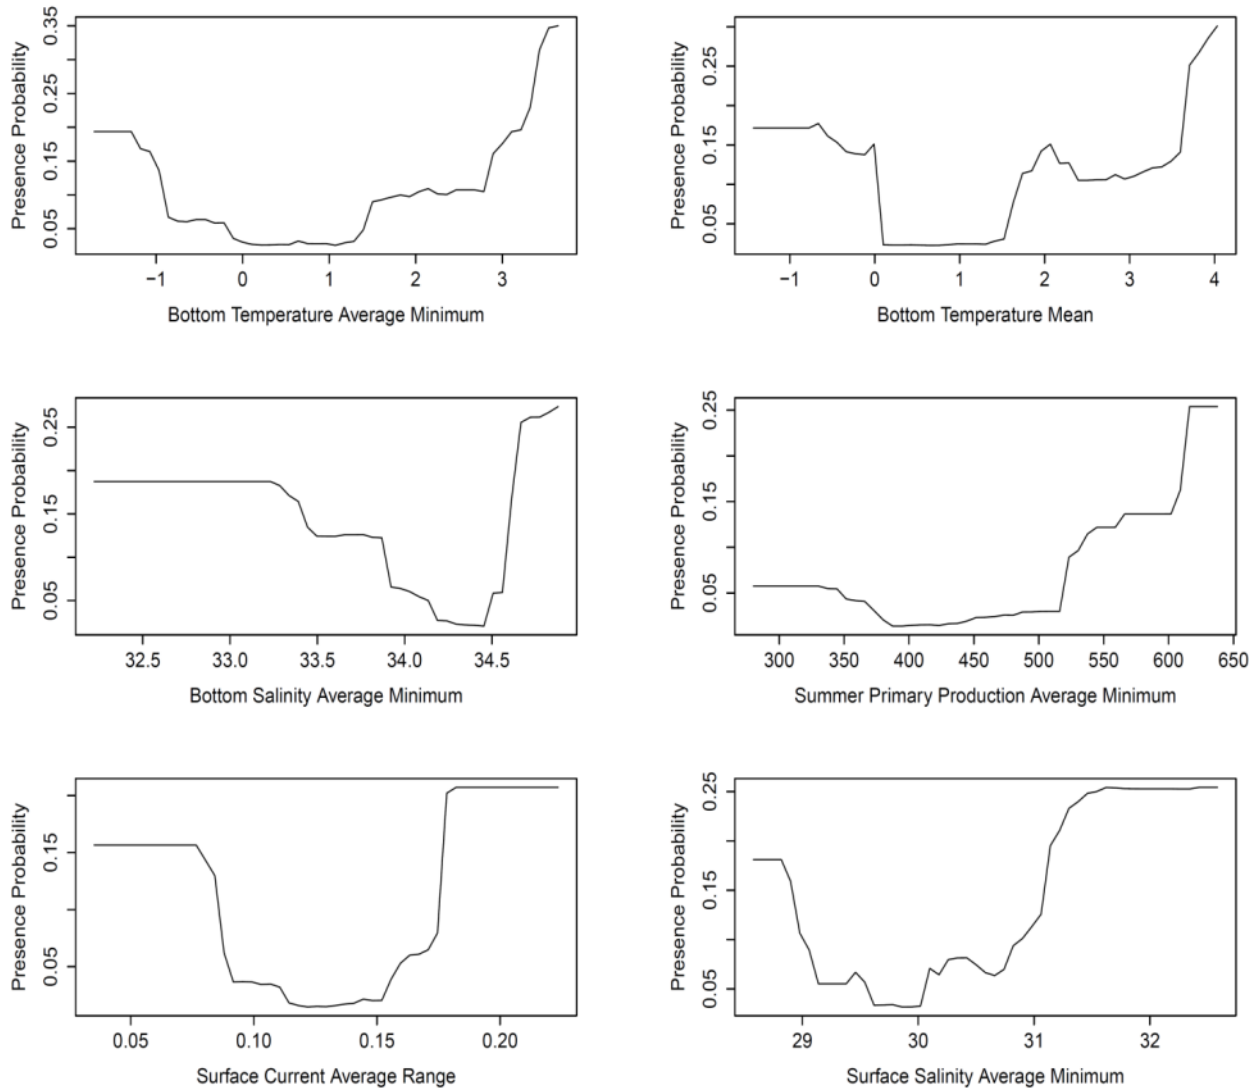 Presence Probability
0.05 0.15 0.25 0.35
−1 0 1 2 3
Bottom Temperature Average Minimum
Presence Probability
0.05 0.15 0.25
−1 0 1 2 3 4
Bottom Temperature Mean
Presence Probability
0.05 0.15 0.25
32.5 33.0 33.5 34.0 34.5
Bottom Salinity Average Minimum
Presence Probability
0.05 0.15 0.25
300 350 400 450 500 550 600 650
Summer Primary Production Average Minimum
Presence Probability
0.05 0.15
0.05 0.10 0.15 0.20
Surface Current Average Range
Presence Probability
0.05 0.15 0.25
29 30 31 32
Surface Salinity Average Minimum